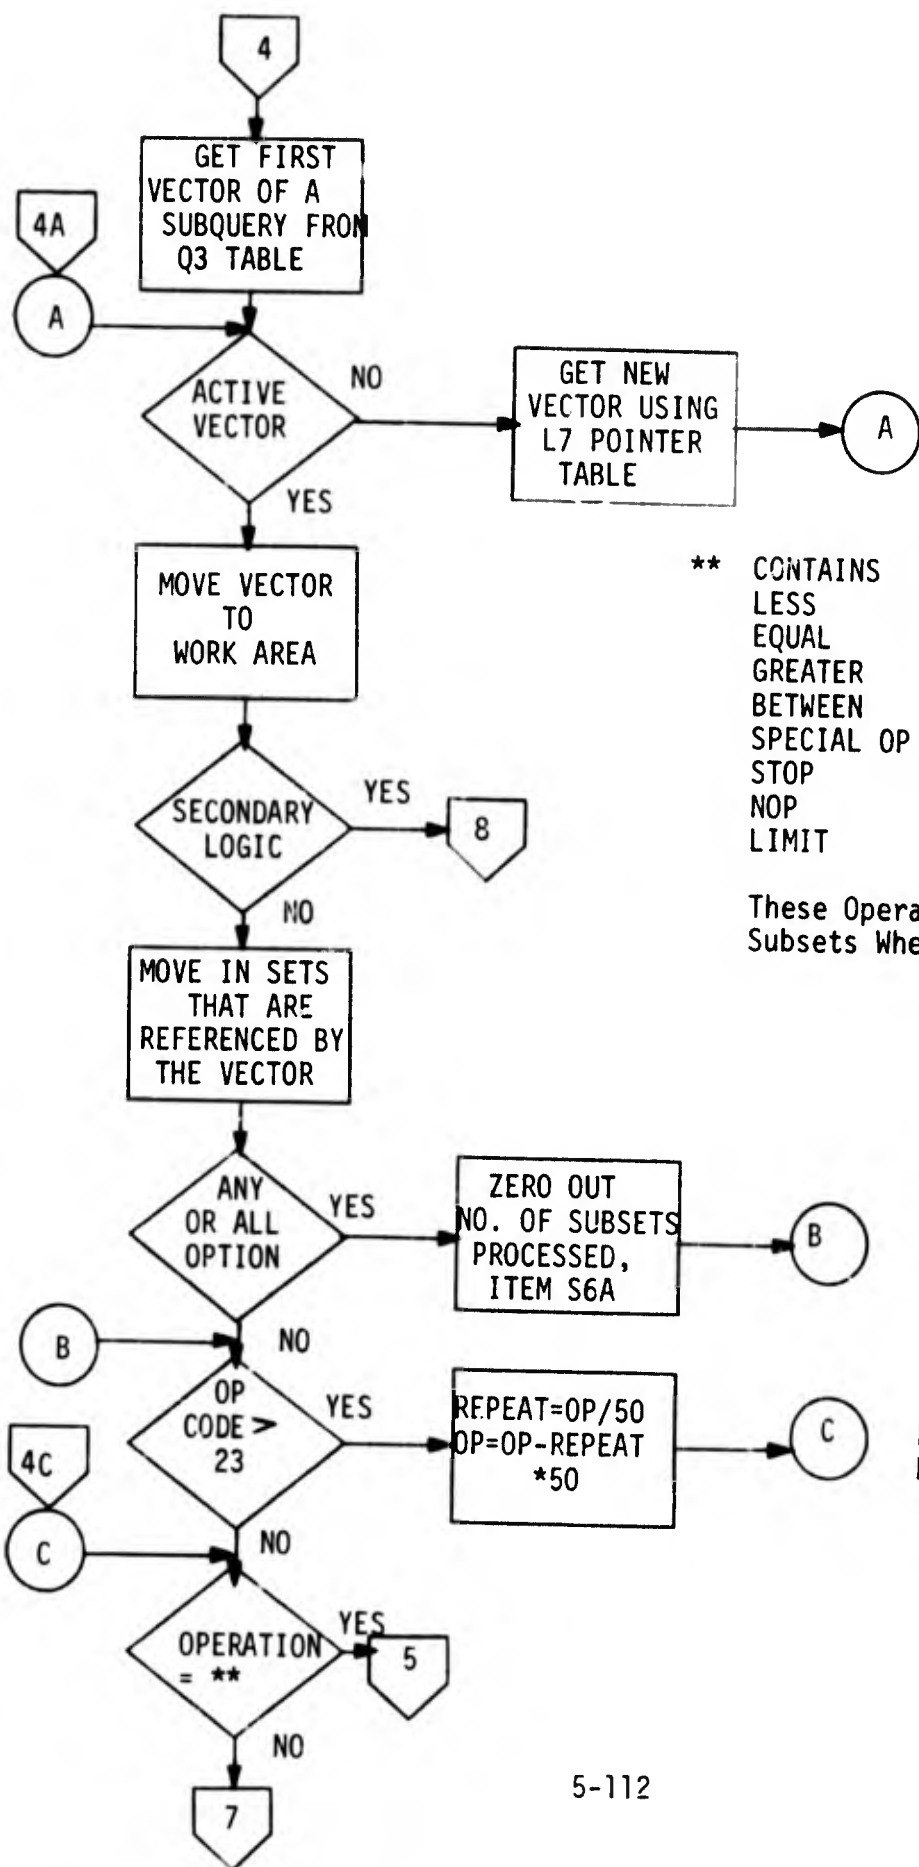 4
GET FIRST
VECTOR OF A
SUBQUERY FROM
Q3 TABLE
4A
A
ACTIVE
VECTOR
NO
GET NEW
VECTOR USING
L7 POINTER
TABLE
A
YES
MOVE VECTOR
TO
WORK AREA
** CONTAINS
LESS
EQUAL
GREATER
BETWEEN
SPECIAL OP
STOP
NOP
LIMIT
These Opera
Subsets Whe
SECONDARY
LOGIC
YES
8
NO
MOVE IN SETS
THAT ARE
REFERENCED BY
THE VECTOR
ANY
OR ALL
OPTION
YES
ZERO OUT
NO. OF SUBSETS
PROCESSED,
ITEM S6A
B
B
NO
OP
CODE >
23
YES
REPEAT=OP/50
OP=OP-REPEAT
*50
C
4C
C
NO
OPERATION
= **
YES
5
NO
7
5-112